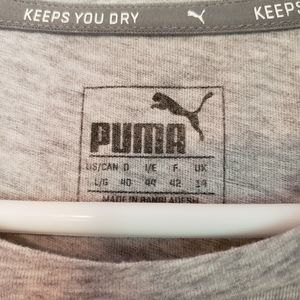 KEEPS YOU DRY KEEPS
PUMA
US/CAN D I/E F UK
L/G 40 44 42 14
MADE IN BANGLADESH